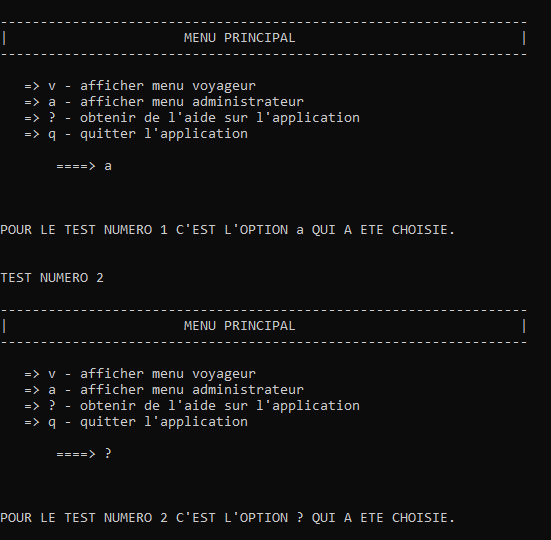 ------------------------------------------------------------------
|                      MENU PRINCIPAL                            |
------------------------------------------------------------------
=> v - afficher menu voyageur
=> a - afficher menu administrateur
=> ? - obtenir de l'aide sur l'application
=> q - quitter l'application
====> a
POUR LE TEST NUMERO 1 C'EST L'OPTION a QUI A ETE CHOISIE.
TEST NUMERO 2
------------------------------------------------------------------
|                      MENU PRINCIPAL                            |
------------------------------------------------------------------
=> v - afficher menu voyageur
=> a - afficher menu administrateur
=> ? - obtenir de l'aide sur l'application
=> q - quitter l'application
====> ?
POUR LE TEST NUMERO 2 C'EST L'OPTION ? QUI A ETE CHOISIE.